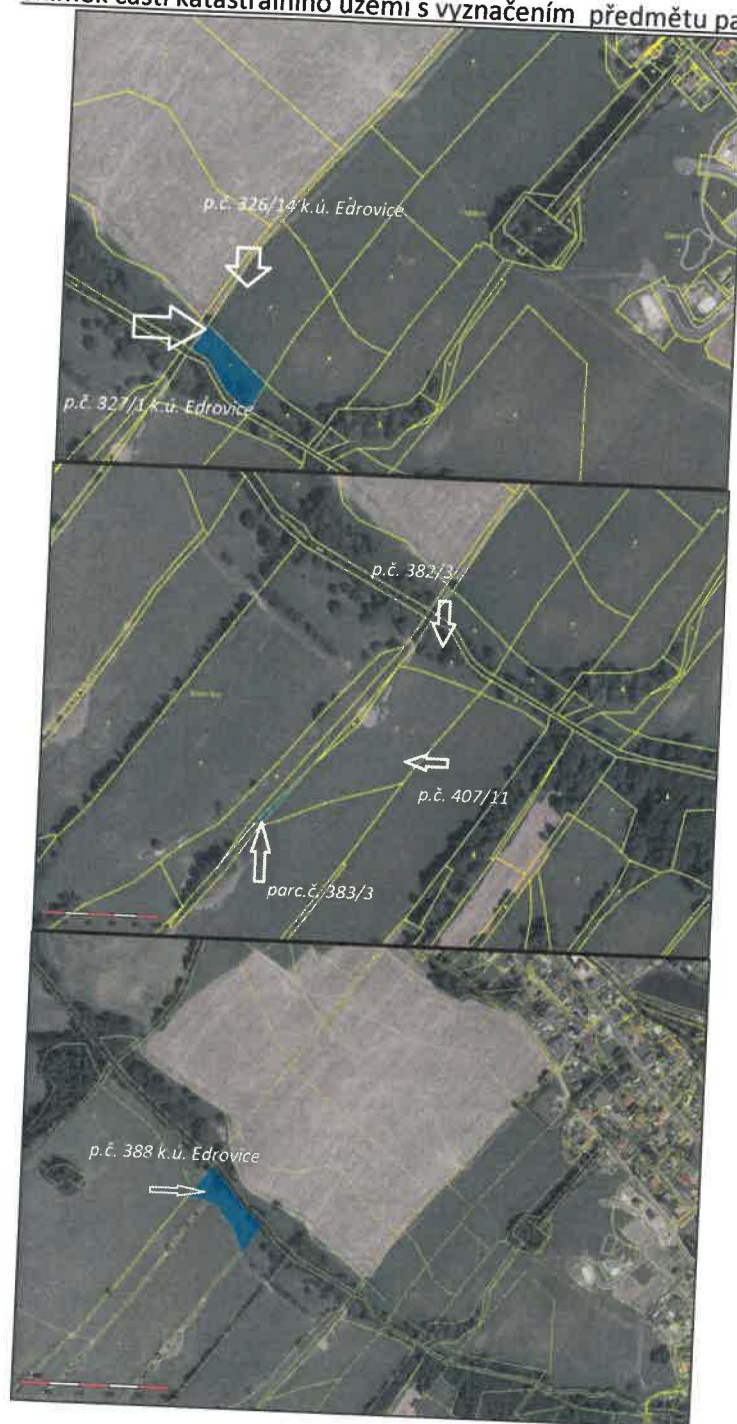 části katastrálního území s vyznačením předmětu
p.č. 326/14 k.ú. Edrovice
p.č. 327/1 k.ú. Edrovice
p.č. 382/3
p.č. 407/11
parc.č. 383/3
p.č. 388 k.ú. Edrovice